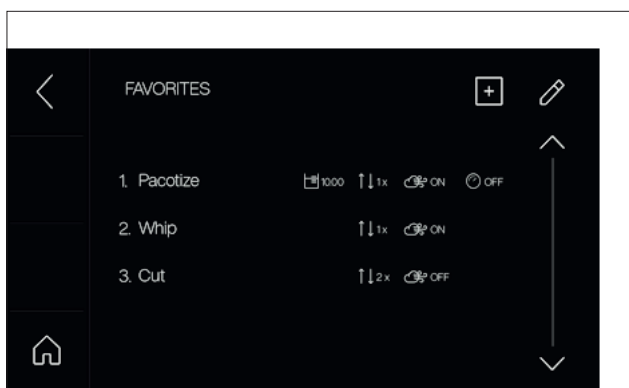 FAVORITES
1. Pacotize 1000 1x ON OFF
2. Whip 1x ON
3. Cut 2x OFF